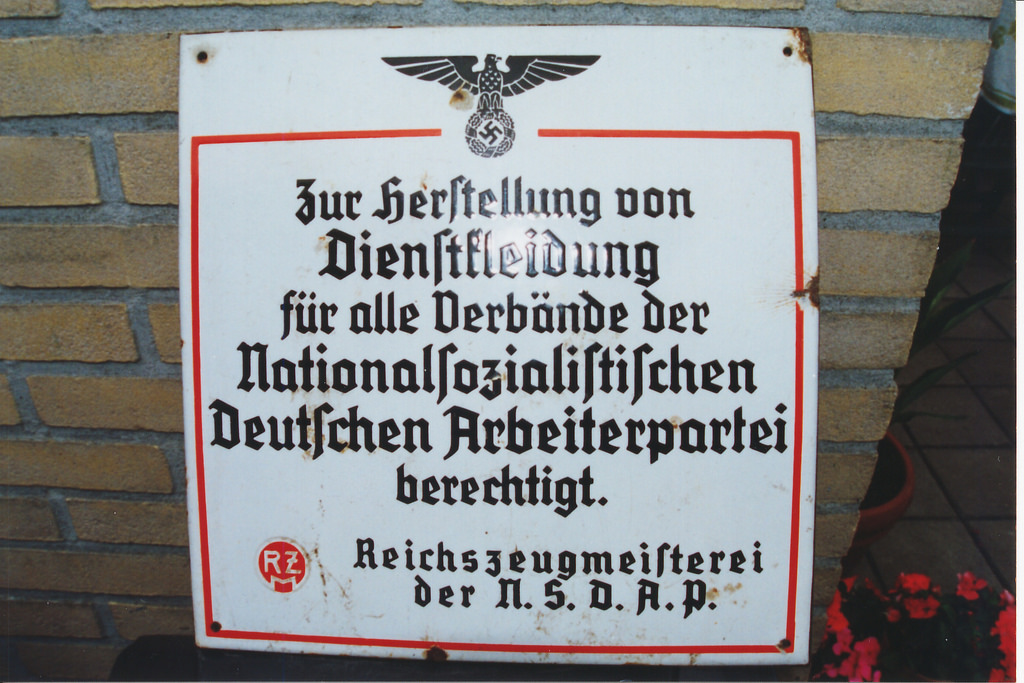 Zur Herſtellung von
Dienſtkleidung
für alle Verbände der
Nationalſozialiſtiſchen
Deutſchen Arbeiterpartei
berechtigt.
RZM
Reichszeugmeiſterei
der N. S. D. A. P.